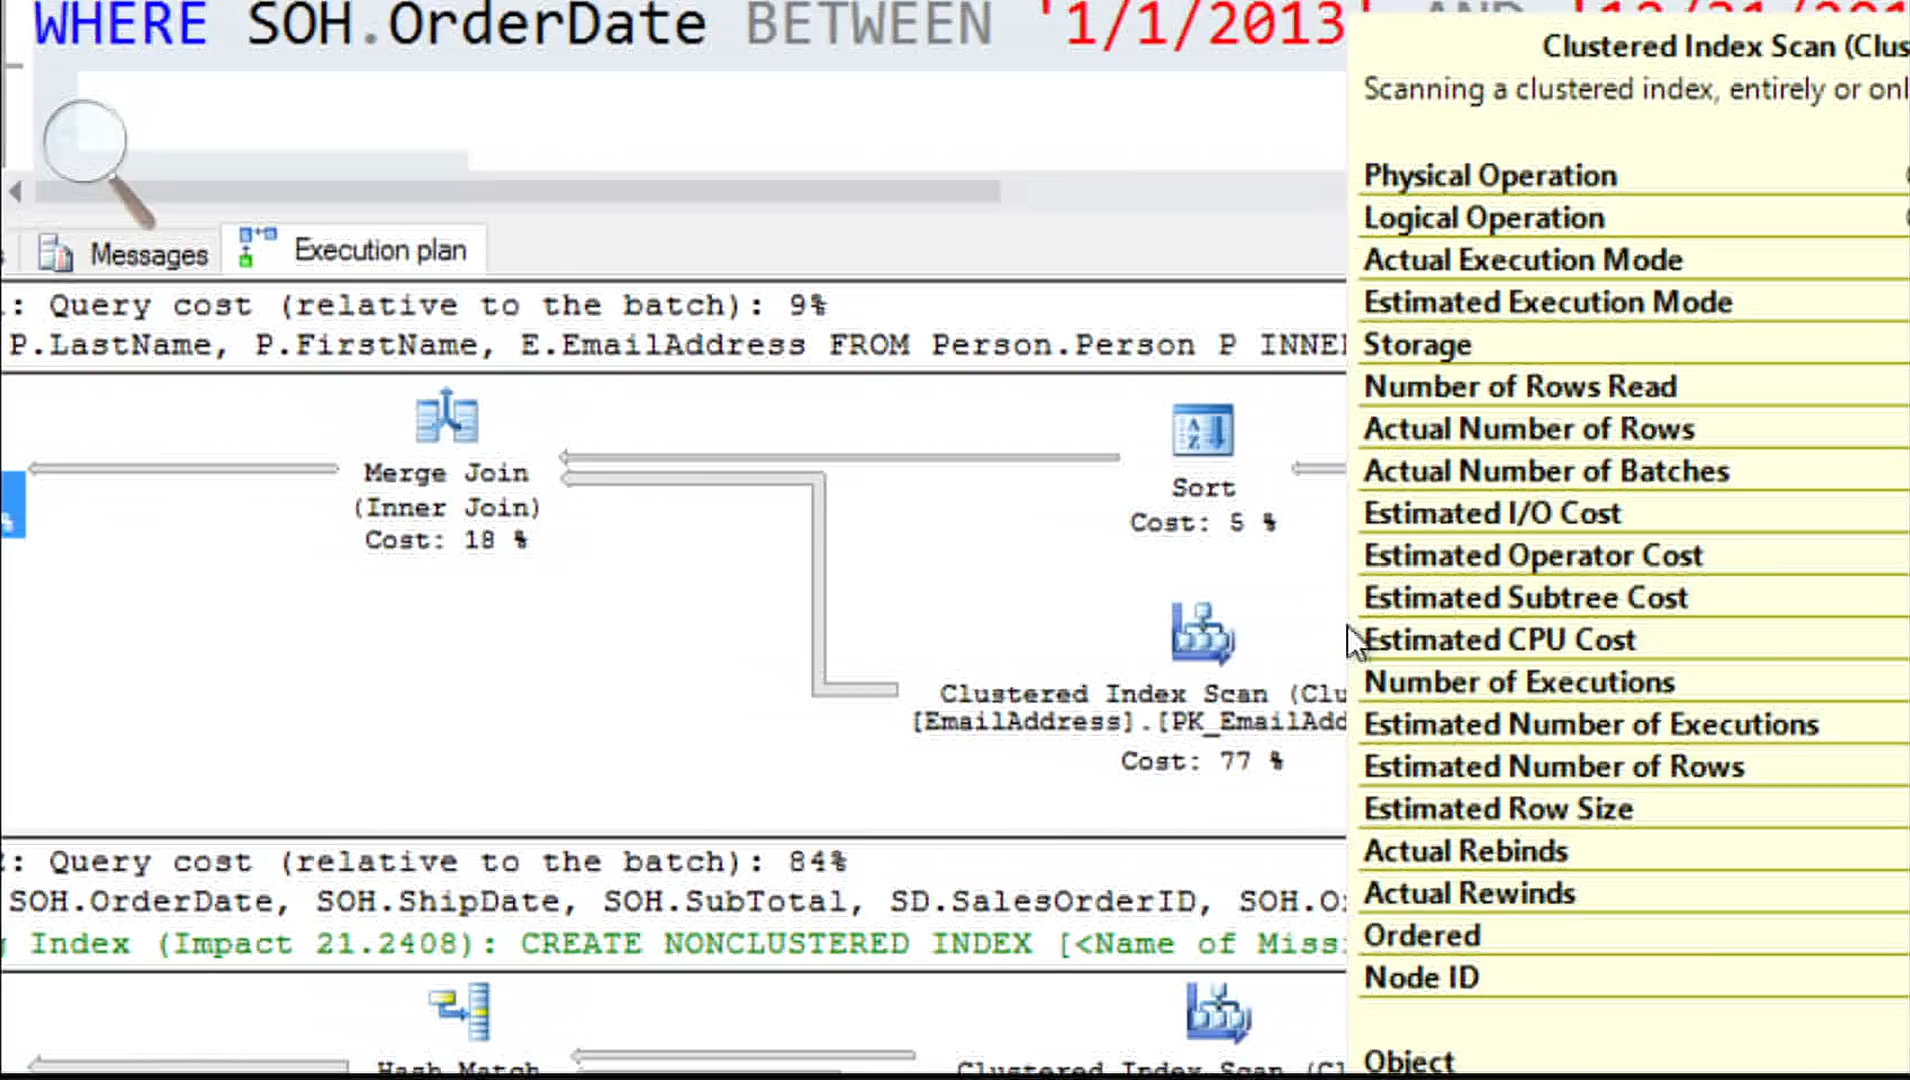 WHERE SOH.OrderDate BETWEEN '1/1/2013' AND
Clustered Index Scan (Clus
Scanning a clustered index, entirely or onl
Physical Operation
Logical Operation
Actual Execution Mode
Estimated Execution Mode
Storage
Number of Rows Read
Actual Number of Rows
Actual Number of Batches
Estimated I/O Cost
Estimated Operator Cost
Estimated Subtree Cost
Estimated CPU Cost
Number of Executions
Estimated Number of Executions
Estimated Number of Rows
Estimated Row Size
Actual Rebinds
Actual Rewinds
Ordered
Node ID
Object
Messages
Execution plan
: Query cost (relative to the batch): 9%
P.LastName, P.FirstName, E.EmailAddress FROM Person.Person P INNE
Merge Join
(Inner Join)
Cost: 18 %
Sort
Cost: 5 %
Clustered Index Scan (Clu
[EmailAddress].[PK_EmailAdd
Cost: 77 %
: Query cost (relative to the batch): 84%
SOH.OrderDate, SOH.ShipDate, SOH.SubTotal, SD.SalesOrderID, SOH.O
Index (Impact 21.2408): CREATE NONCLUSTERED INDEX [<Name of Miss
Hash Match
Clustered Index Scan (Cl